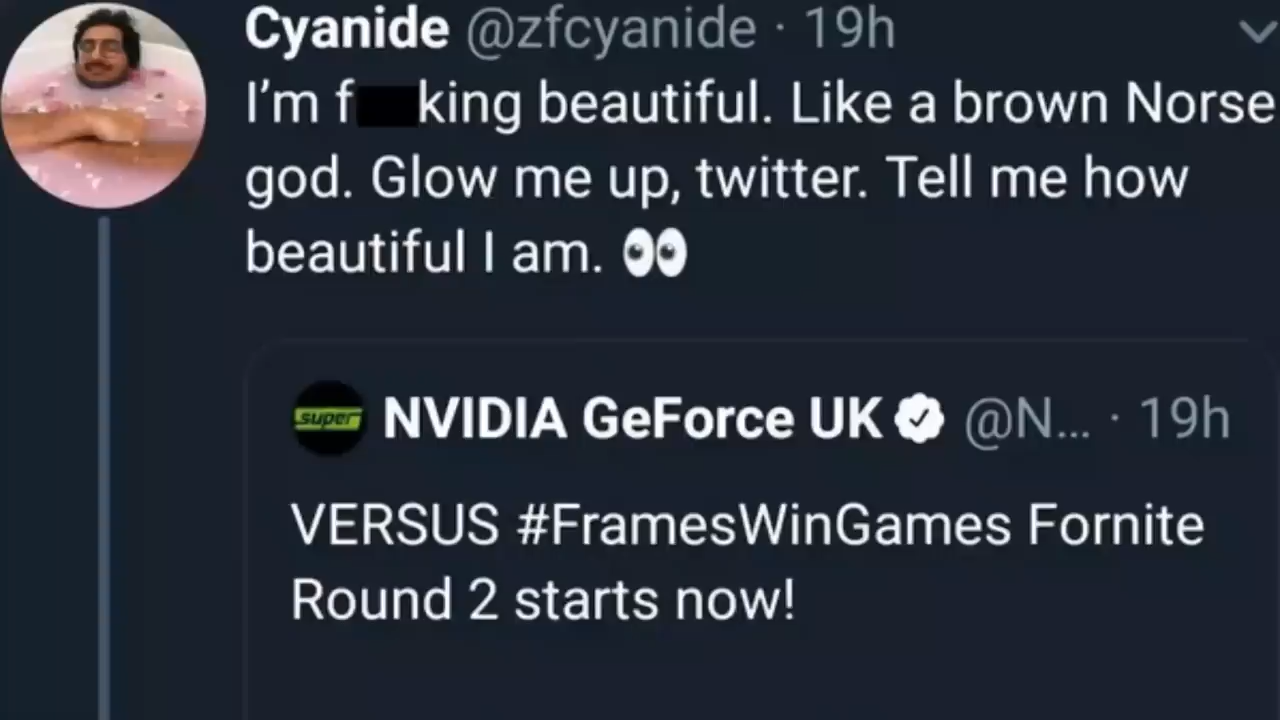 Cyanide @zfcyanide · 19h
I'm f king beautiful. Like a brown Norse
god. Glow me up, twitter. Tell me how
beautiful I am. 👀
super
NVIDIA GeForce UK @N... · 19h
VERSUS #FramesWinGames Fornite
Round 2 starts now!